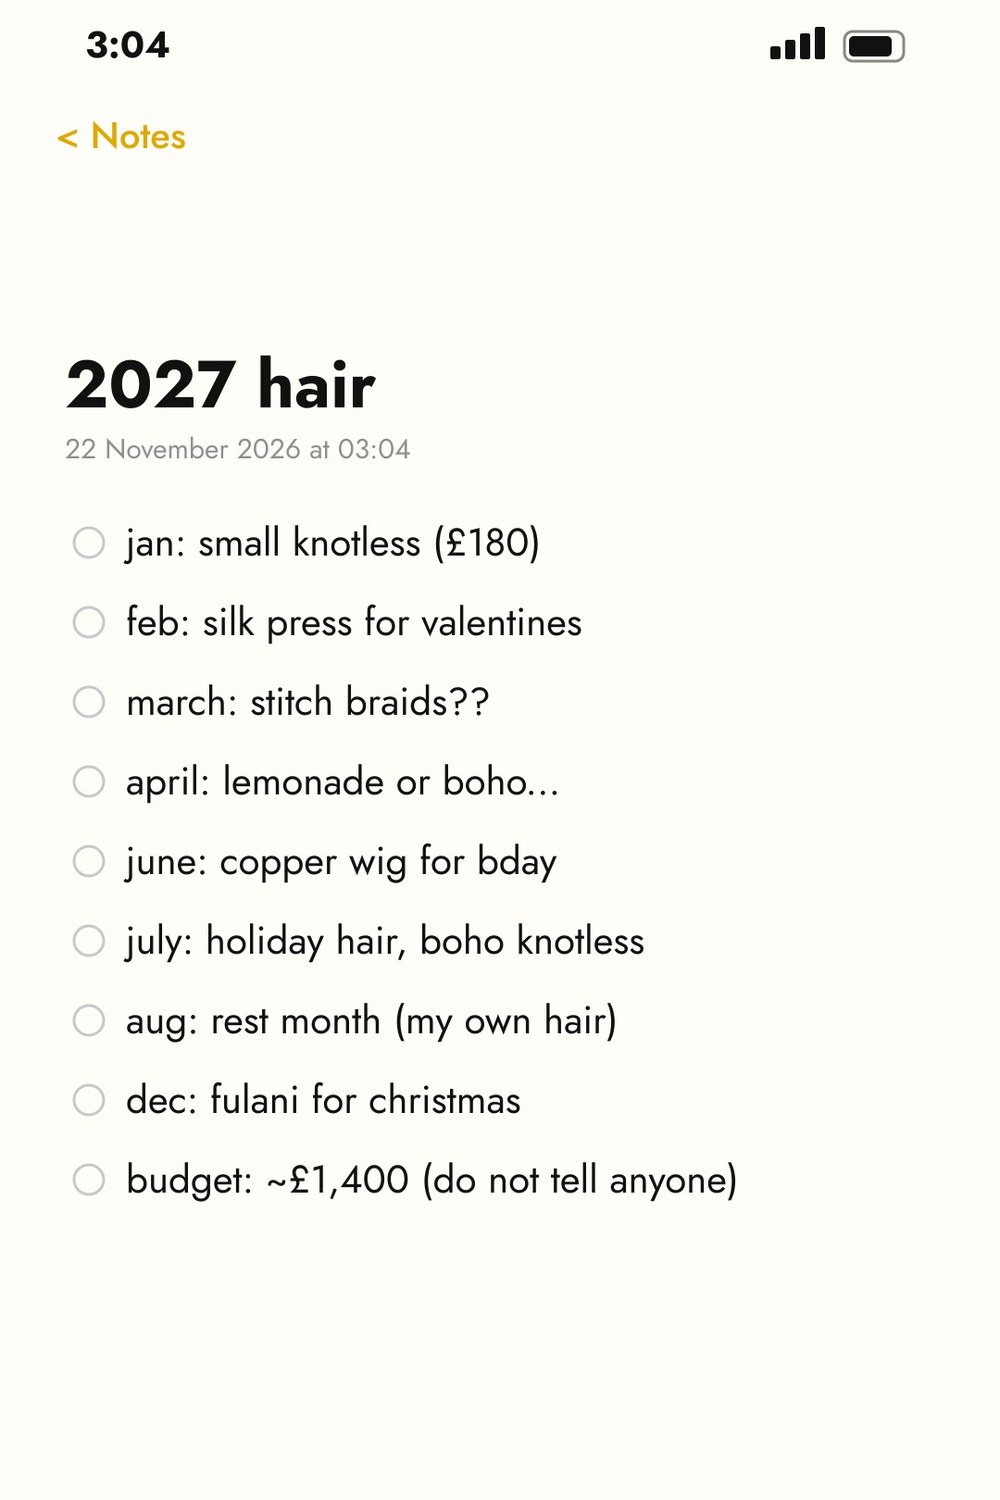 3:04
< Notes
2027 hair
22 November 2026 at 03:04
jan: small knotless (£180)
feb: silk press for valentines
march: stitch braids??
april: lemonade or boho...
june: copper wig for bday
july: holiday hair, boho knotless
aug: rest month (my own hair)
dec: fulani for christmas
budget: ~£1,400 (do not tell anyone)